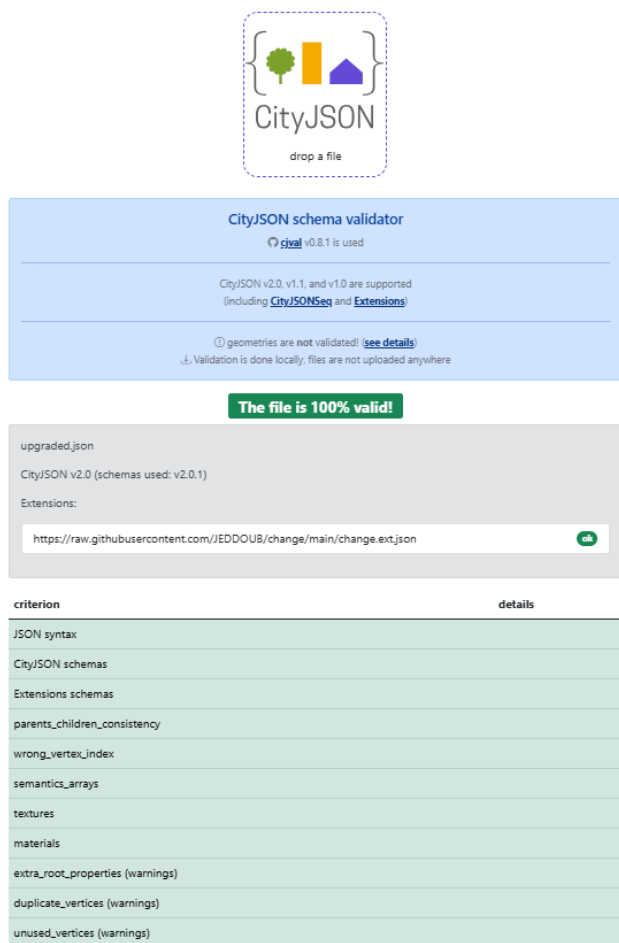 CityJSON
drop a file
CityJSON schema validator
cjval v0.8.1 is used
CityJSON v2.0, v1.1, and v1.0 are supported
(including CityJSONSeq and Extensions)
geometries are not validated! (see details)
Validation is done locally, files are not uploaded anywhere
The file is 100% valid!
upgraded.json
CityJSON v2.0 (schemas used: v2.0.1)
Extensions:
https://raw.githubusercontent.com/JEDDOUB/change/main/change.ext.json ok
criterion details
JSON syntax
CityJSON schemas
Extensions schemas
parents_children_consistency
wrong_vertex_index
semantics_arrays
textures
materials
extra_root_properties (warnings)
duplicate_vertices (warnings)
unused_vertices (warnings)